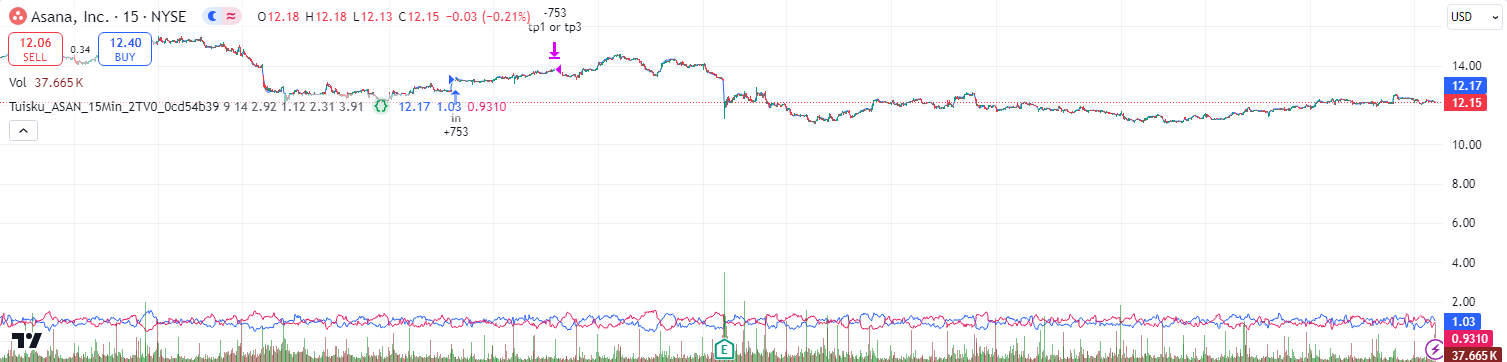 Asana, Inc. · 15 · NYSE O12.18 H12.18 L12.13 C12.15 −0.03 (−0.21%)
-753
tp1 or tp3
USD
12.06
SELL
0.34
12.40
BUY
Vol 37.665 K
Tuisku_ASAN_15Min_2TV0_0cd54b39 9 14 2.92 1.12 2.31 3.91 {} 12.17 1.03 0.9310
in
+753
14.00
12.17
12.15
10.00
8.00
6.00
4.00
2.00
1.03
0.9310
37.665 K
E